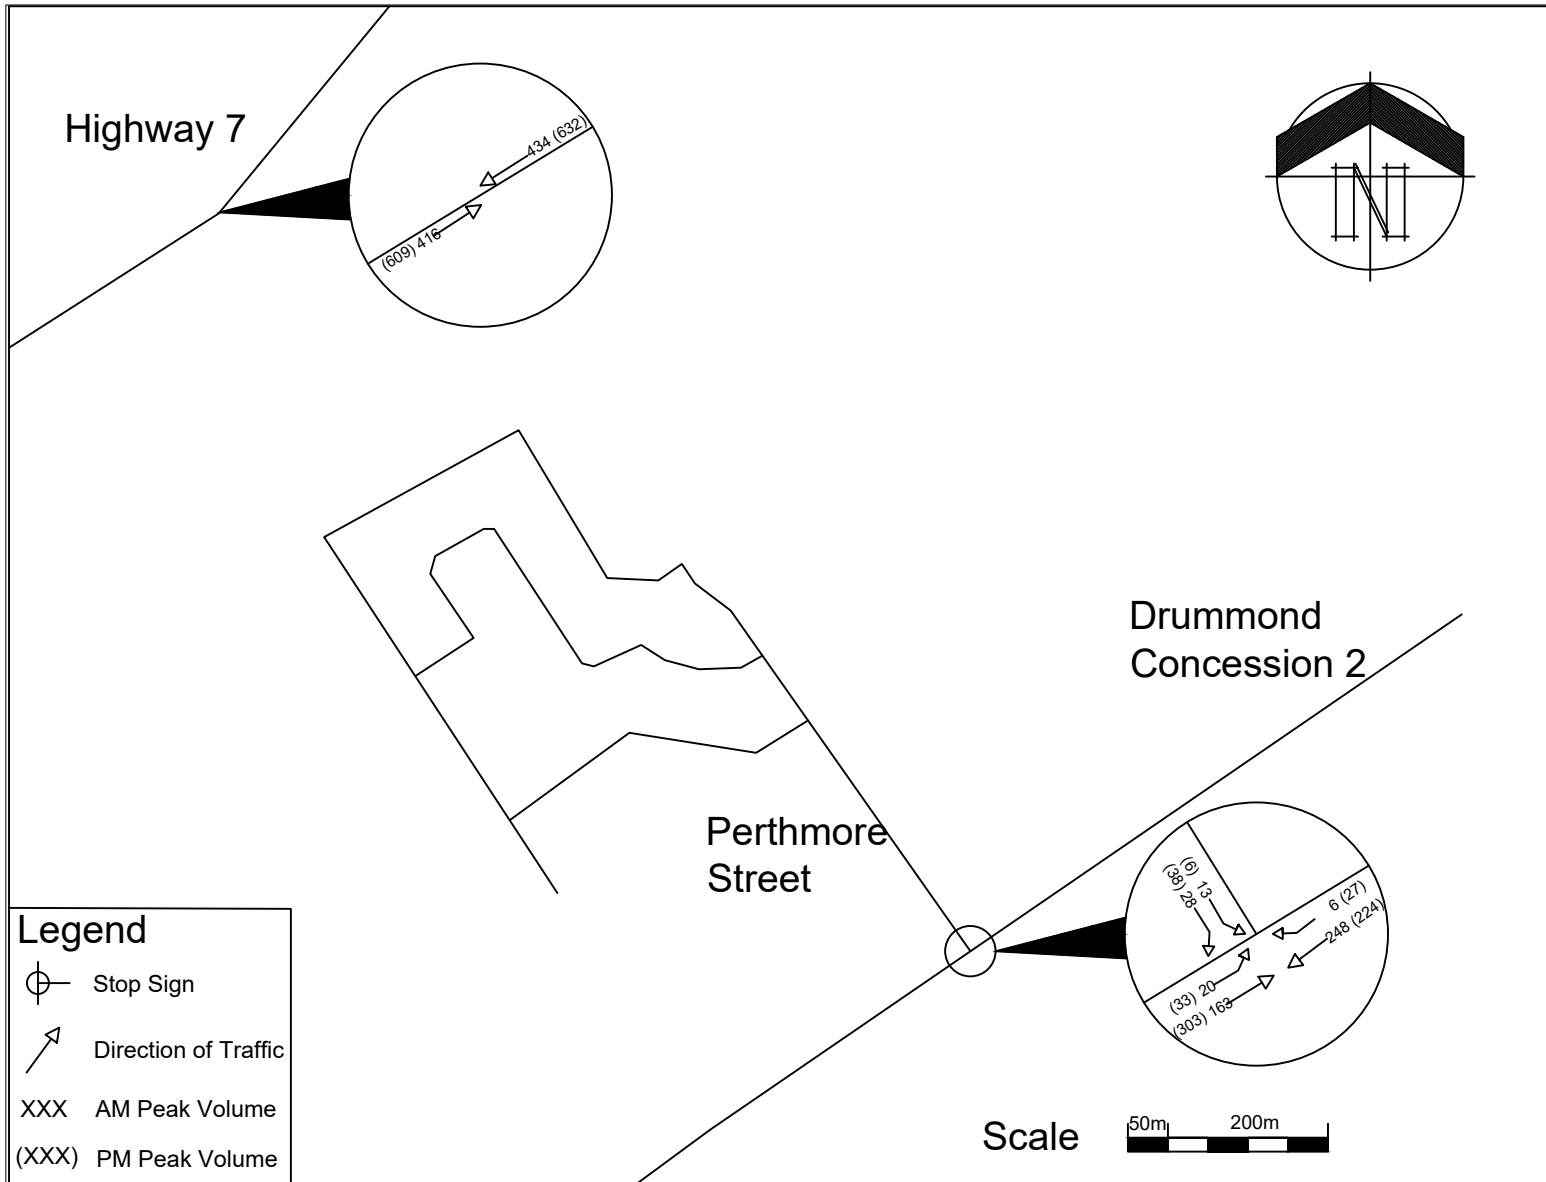 Highway 7
434 (632)
(609) 416
N
Drummond
Concession 2
Perthmore
Street
(6) 13
(38) 28
6 (27)
248 (224)
(33) 20
(303) 163
Legend
Stop Sign
Direction of Traffic
XXX AM Peak Volume
(XXX) PM Peak Volume
Scale
50m 200m